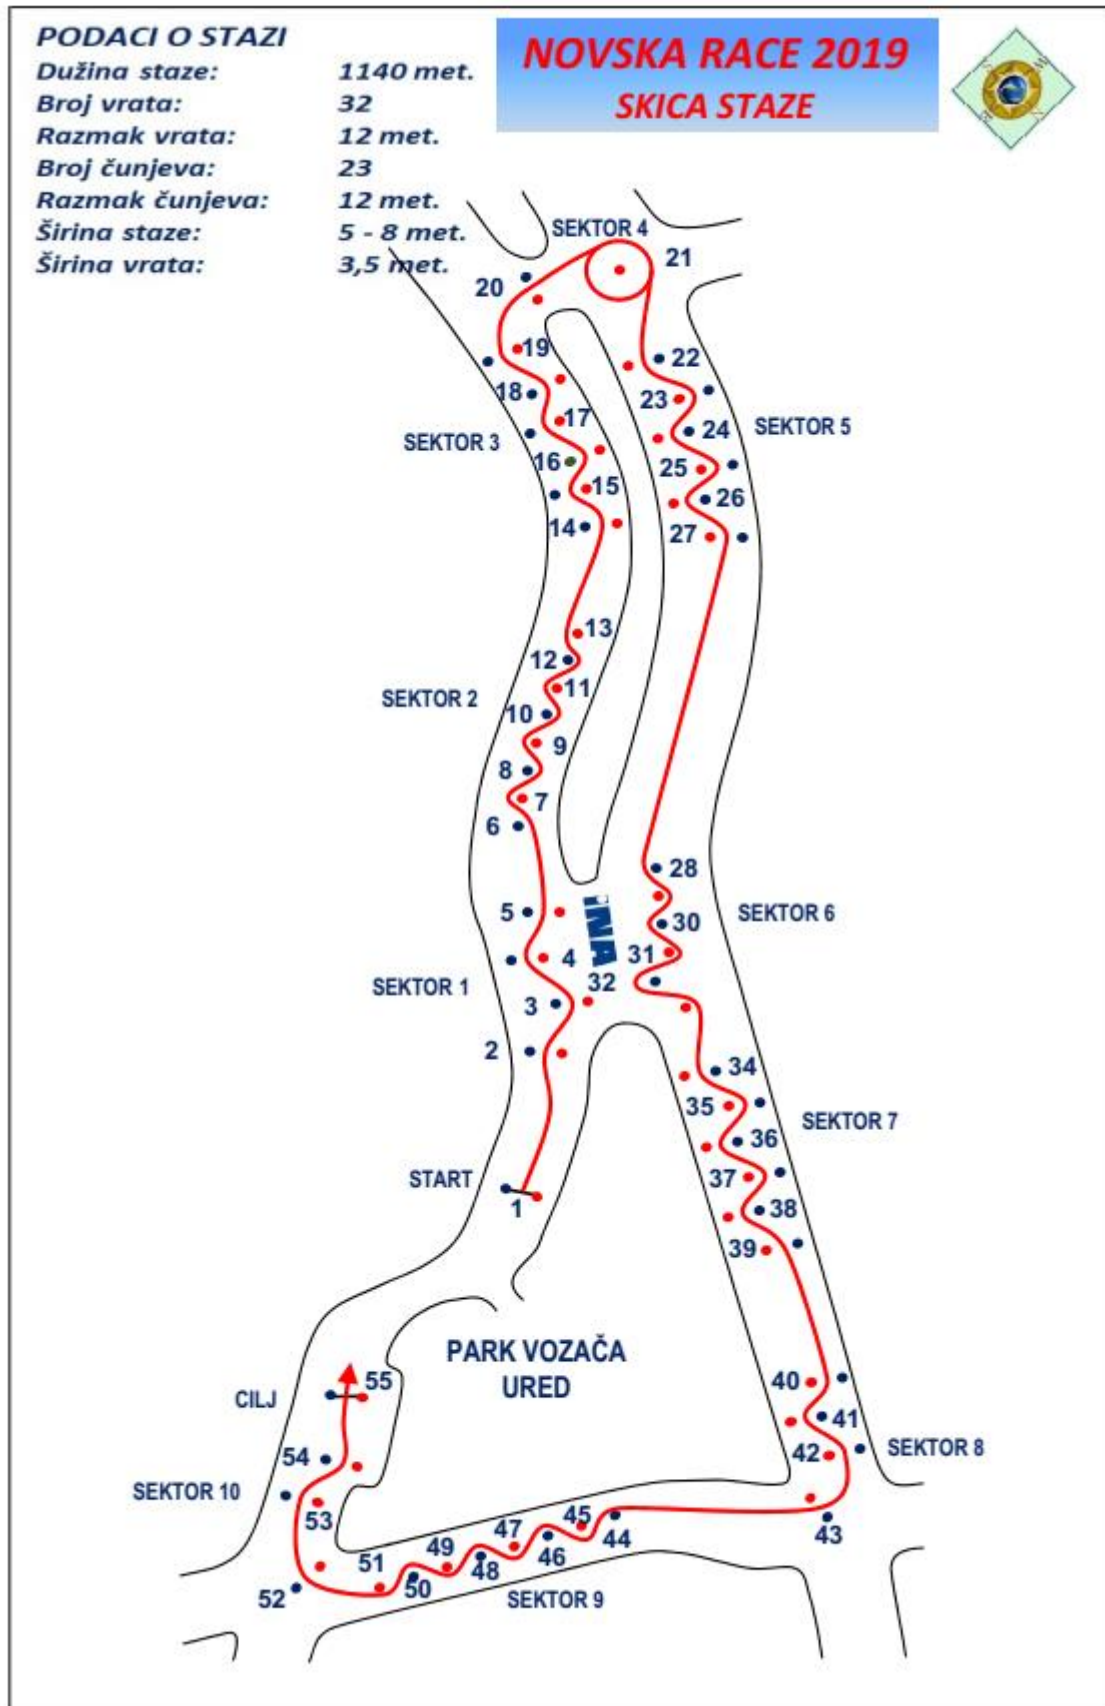 PODACI O STAZI
Dužina staze: 1140 met.
Broj vrata: 32
Razmak vrata: 12 met.
Broj čunjeva: 23
Razmak čunjeva: 12 met.
Širina staze: 5 - 8 met.
Širina vrata: 3,5 met.
NOVSKA RACE 2019
SKICA STAZE
SEKTOR 4
21
20
19
22
18
23
17
24
SEKTOR 5
SEKTOR 3
16
25
15
26
14
27
13
12
11
SEKTOR 2
10
9
8
7
6
28
5
INA
30
SEKTOR 6
4
31
SEKTOR 1
32
3
2
34
35
SEKTOR 7
36
START
37
1
38
39
PARK VOZAČA
URED
55
40
CILJ
41
54
42
SEKTOR 8
SEKTOR 10
53
45
44
43
47
46
49
48
51
50
52
SEKTOR 9